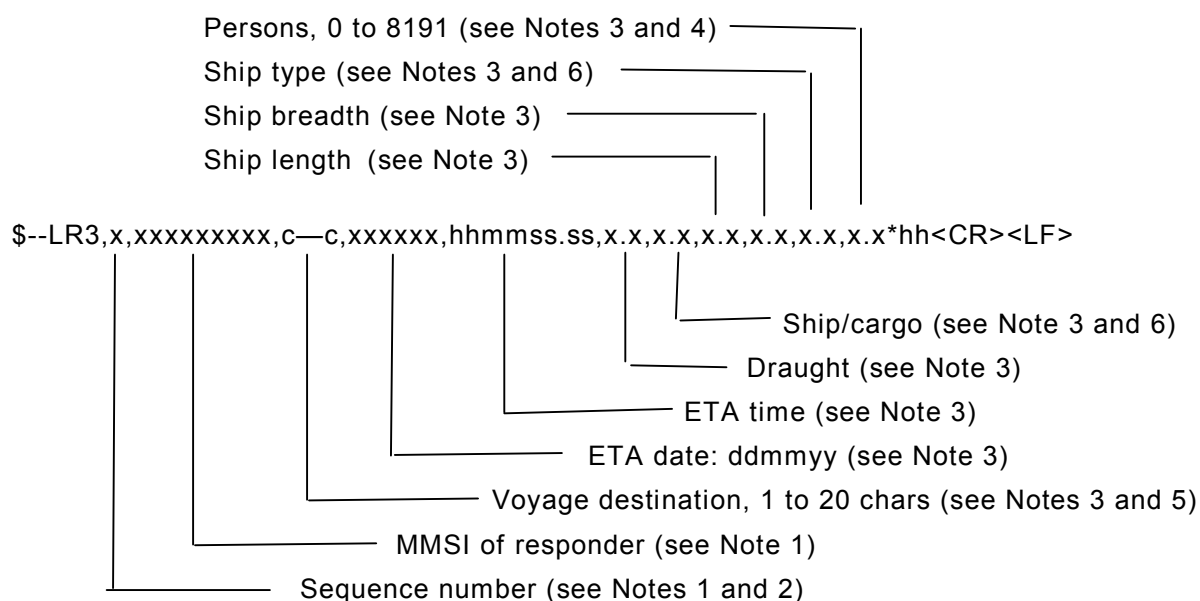 Persons, 0 to 8191 (see Notes 3 and 4)
Ship type (see Notes 3 and 6)
Ship breadth (see Note 3)
Ship length (see Note 3)
$--LR3,x,xxxxxxxxx,c—c,xxxxxx,hhmmss.ss,x.x,x.x,x.x,x.x,x.x,x.x*hh<CR><LF>
Ship/cargo (see Note 3 and 6)
Draught (see Note 3)
ETA time (see Note 3)
ETA date: ddmmyy (see Note 3)
Voyage destination, 1 to 20 chars (see Notes 3 and 5)
MMSI of responder (see Note 1)
Sequence number (see Notes 1 and 2)